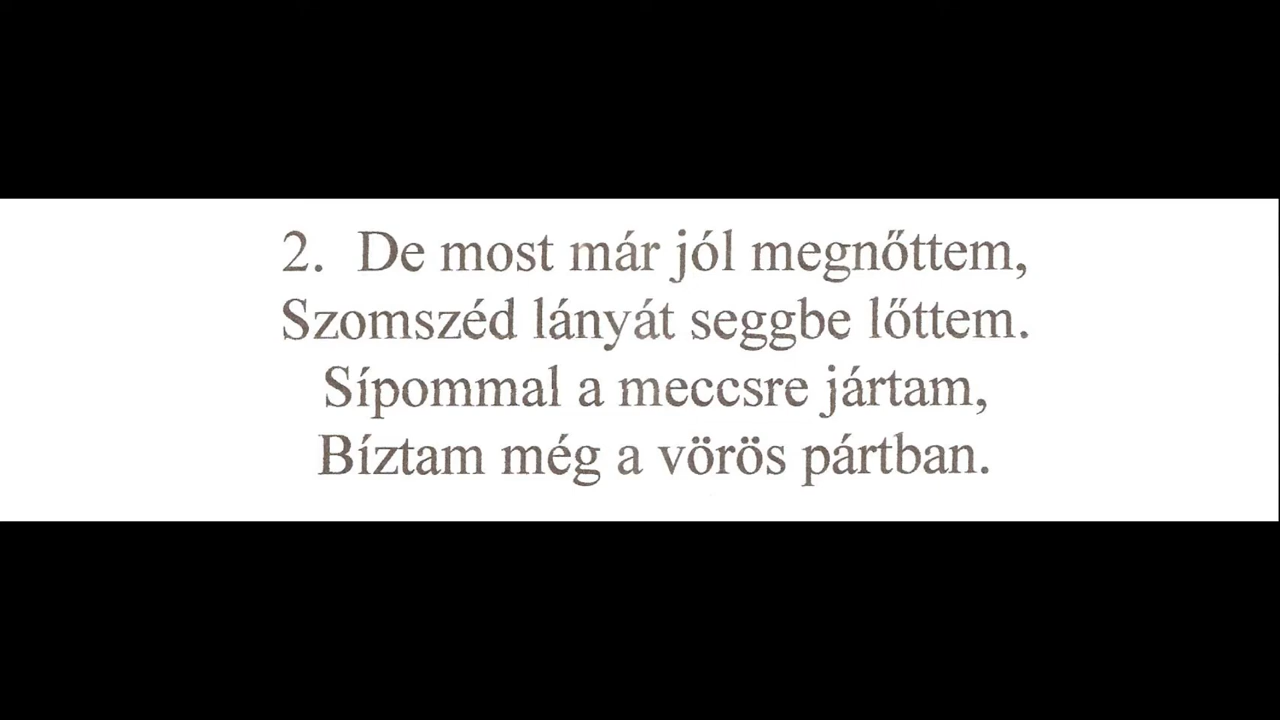 2. De most már jól megnőttem,
Szomszéd lányát seggbe lőttem.
Sípommal a meccsre jártam,
Bíztam még a vörös pártban.